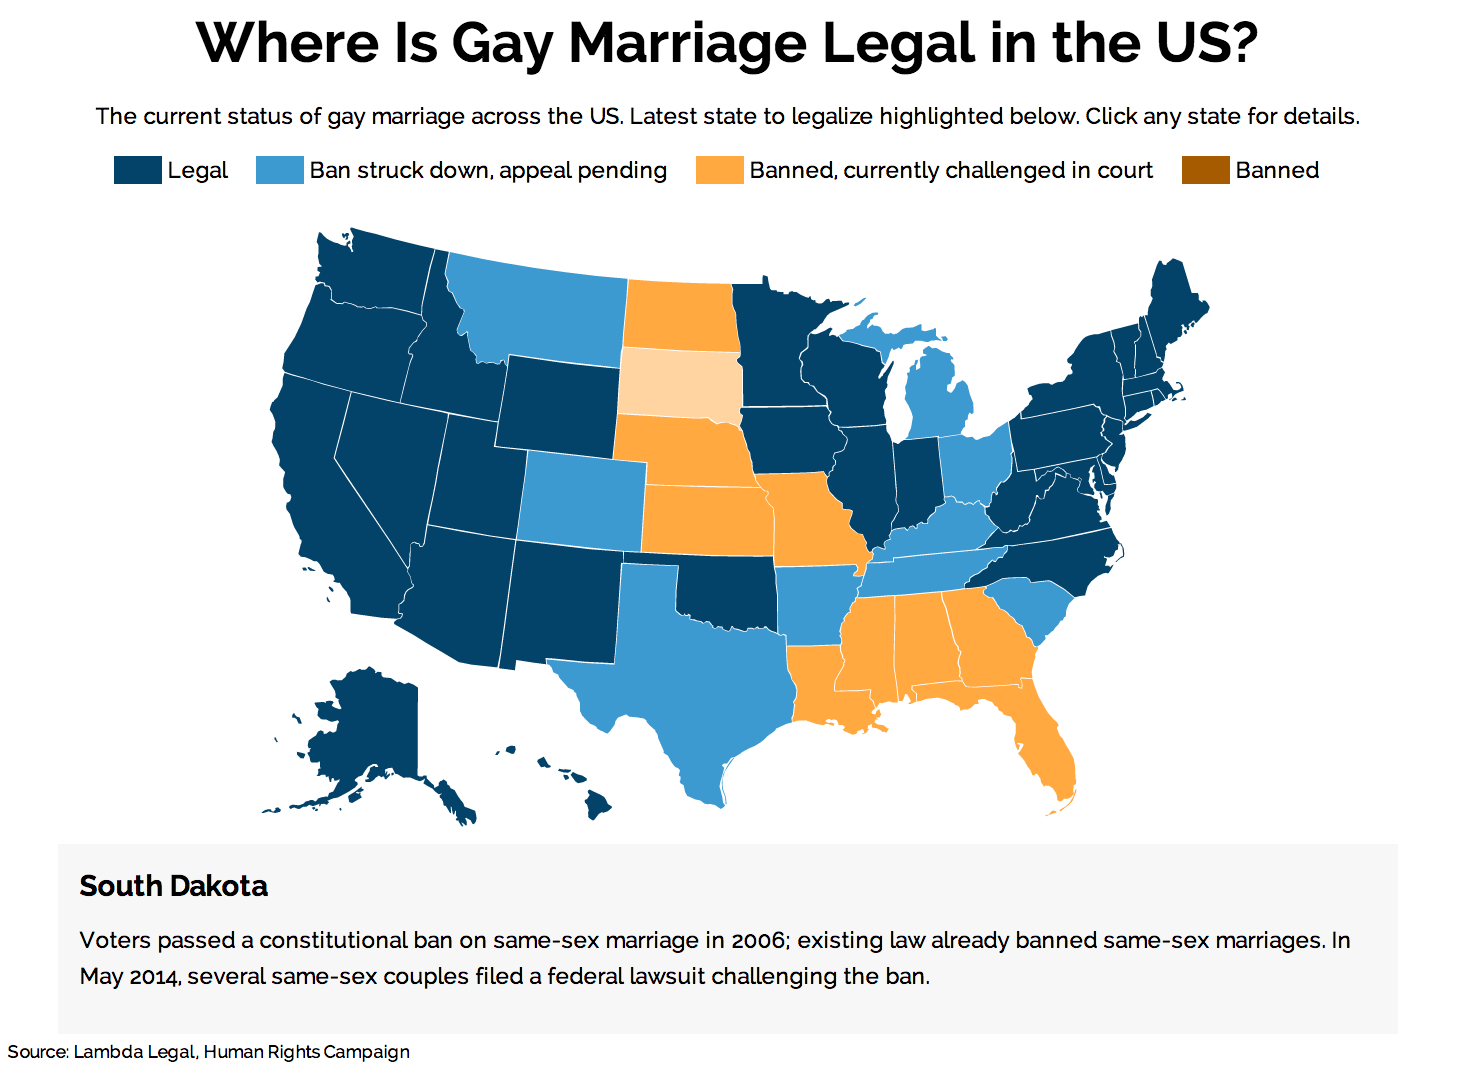 Where Is Gay Marriage Legal in the US?
The current status of gay marriage across the US. Latest state to legalize highlighted below. Click any state for details.
Legal Ban struck down, appeal pending Banned, currently challenged in court Banned
South Dakota
Voters passed a constitutional ban on same-sex marriage in 2006; existing law already banned same-sex marriages. In
May 2014, several same-sex couples filed a federal lawsuit challenging the ban.
Source: Lambda Legal, Human Rights Campaign